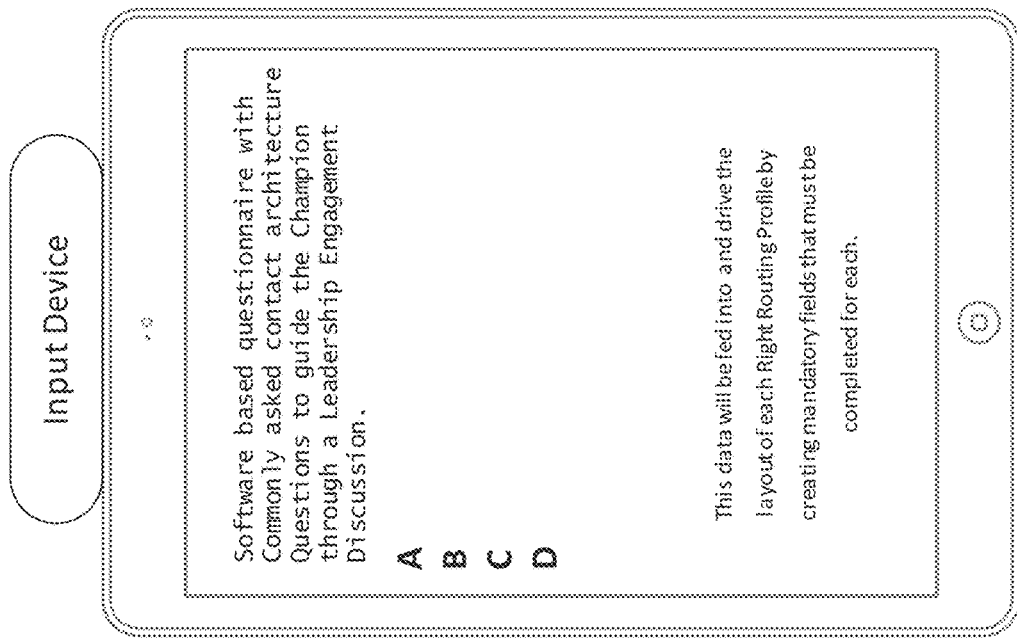 Input Device
Software based questionnaire with
Commonly asked contact architecture
Questions to guide the Champion
through a Leadership Engagement
Discussion.
A
B
C
D
This data will be fed into and drive the
layout of each Right Routing Profile by
creating mandatory fields that must be
completed for each.